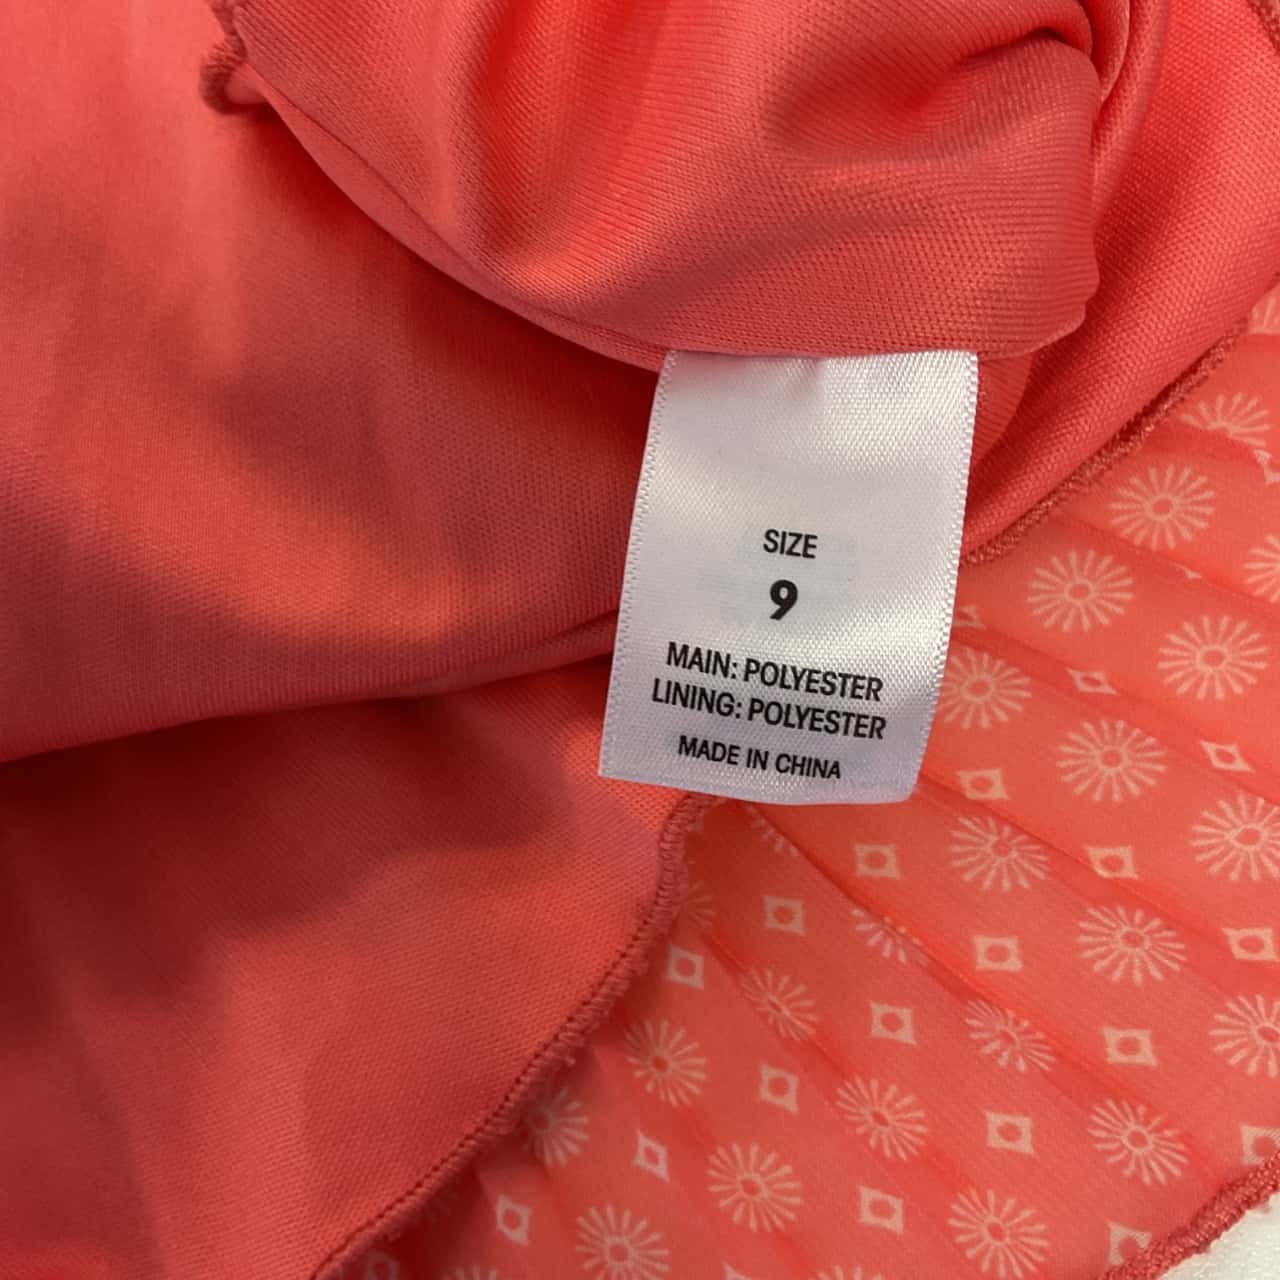 SIZE
9
MAIN: POLYESTER
LINING: POLYESTER
MADE IN CHINA